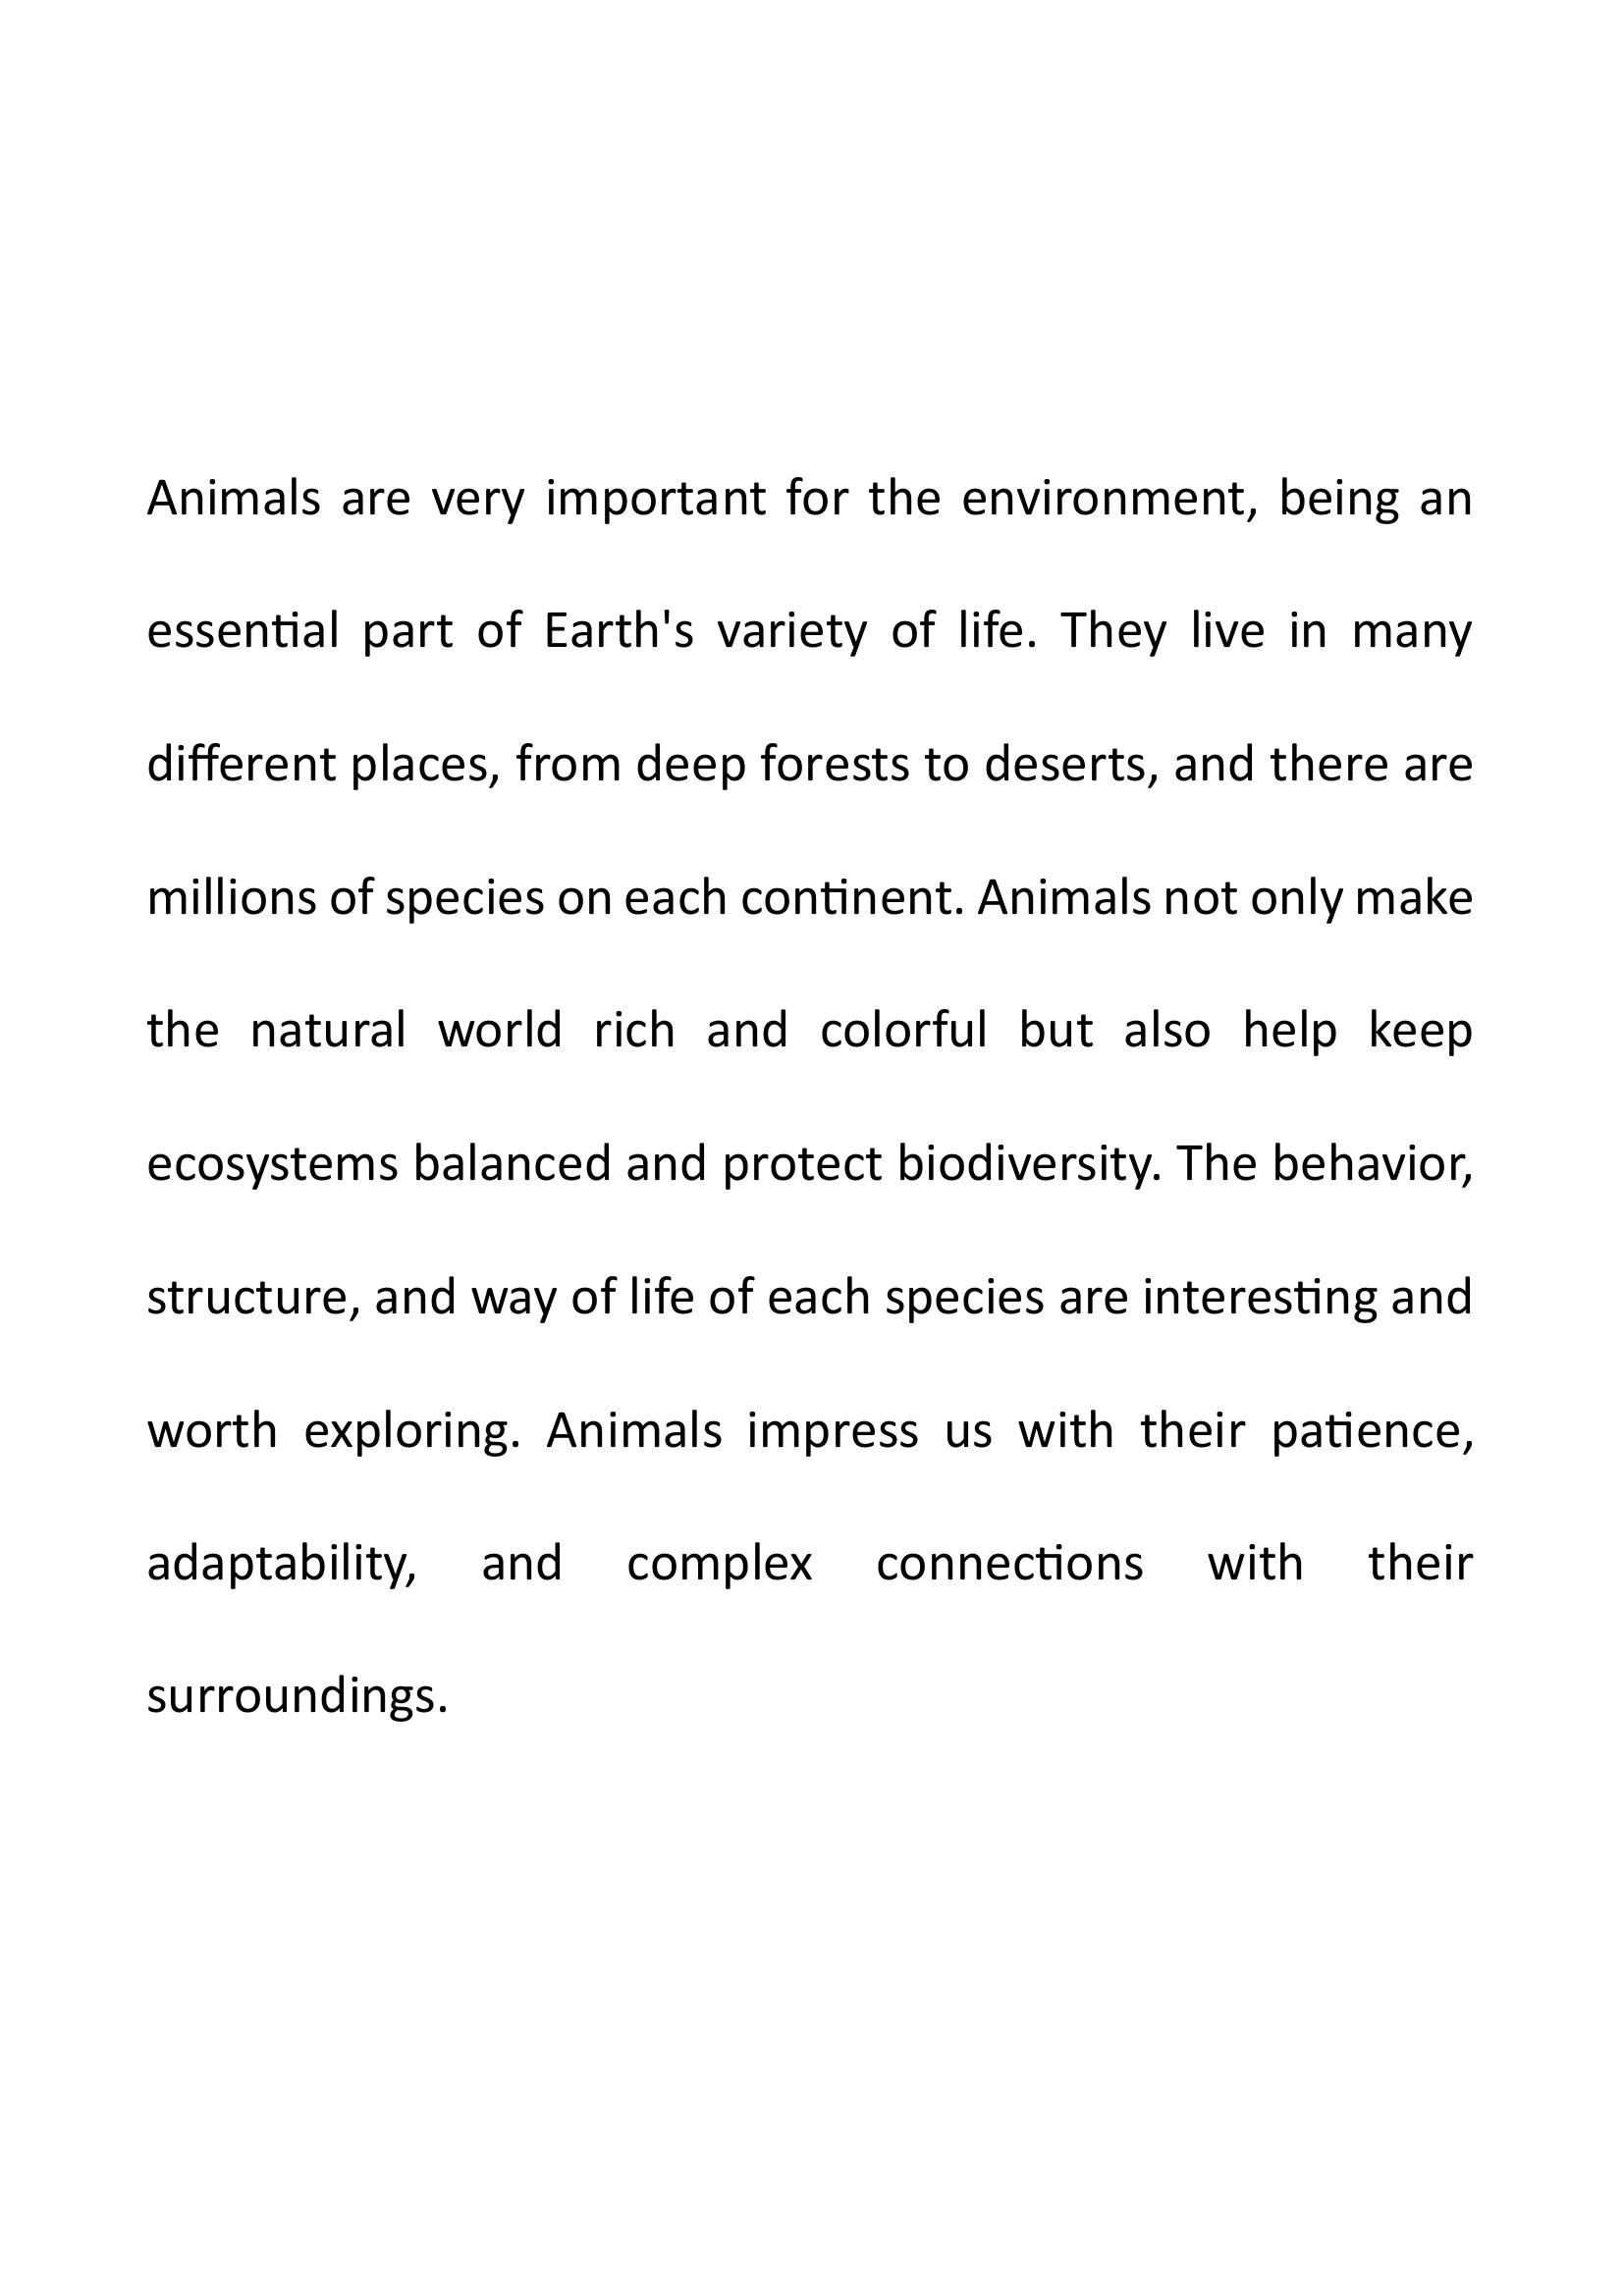 Animals are very important for the environment, being an
essential part of Earth's variety of life. They live in many
different places, from deep forests to deserts, and there are
millions of species on each continent. Animals not only make
the natural world rich and colorful but also help keep
ecosystems balanced and protect biodiversity. The behavior,
structure, and way of life of each species are interesting and
worth exploring. Animals impress us with their patience,
adaptability, and complex connections with their
surroundings.